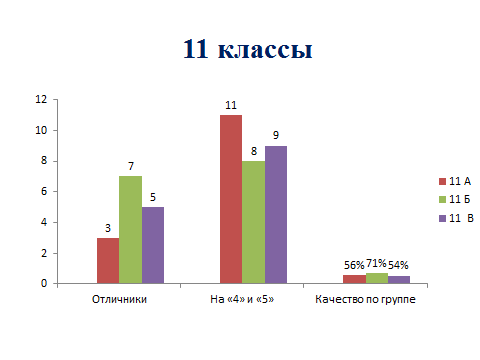 11 классы
12
10
8
6
4
2
0
3
7
5
11
8
9
56%
71%
54%
Отличники
На «4» и «5»
Качество по группе
11 А
11 Б
11 В